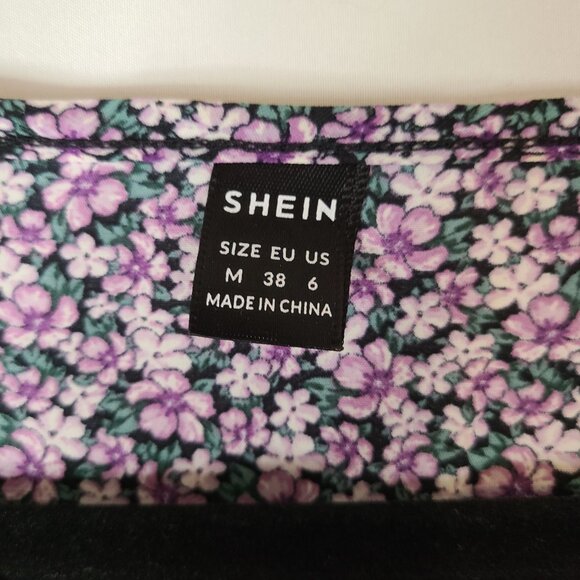 SHEIN
SIZE EU US
M 38 6
MADE IN CHINA